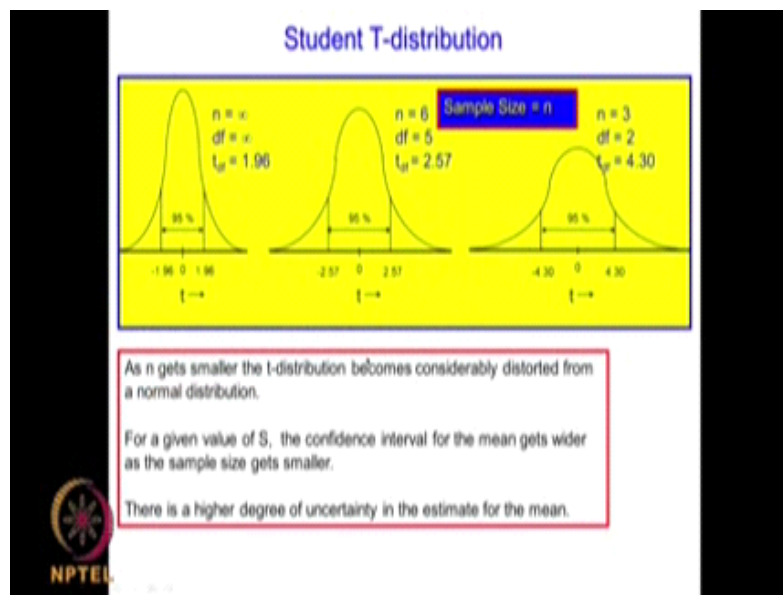 Student T-distribution
n = ∞
df = ∞
tdf = 1.96
95 %
-1.96 0 1.96
t→
n = 6
df = 5
tdf = 2.57
95 %
-2.57 0 2.57
t→
Sample Size = n
n = 3
df = 2
tdf = 4.30
95 %
-4.30 0 4.30
t→
As n gets smaller the t-distribution becomes considerably distorted from
a normal distribution.
For a given value of S, the confidence interval for the mean gets wider
as the sample size gets smaller.
There is a higher degree of uncertainty in the estimate for the mean.
NPTEL